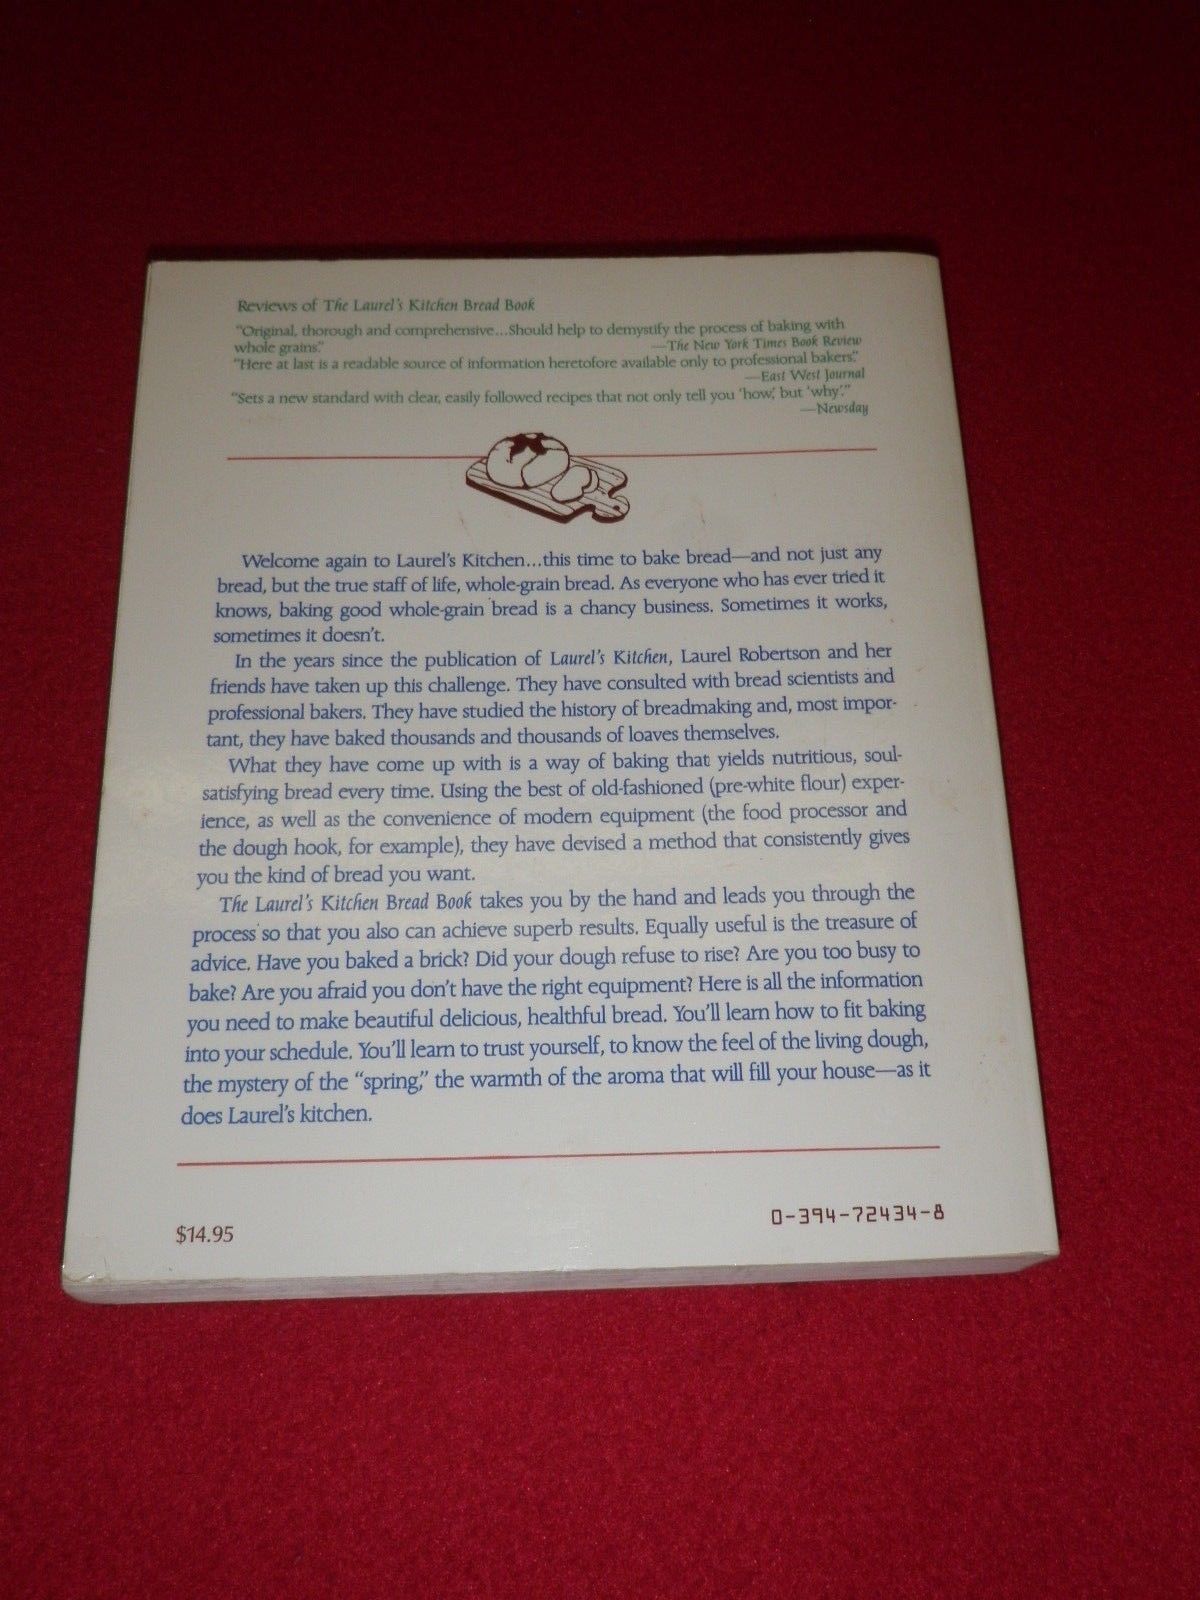 Reviews of The Laurel's Kitchen Bread Book
"Original, thorough and comprehensive...Should help to demystify the process of baking with
whole grains."
—The New York Times Book Review
"Here at last is a readable source of information heretofore available only to professional bakers."
—East West Journal
"Sets a new standard with clear, easily followed recipes that not only tell you 'how,' but 'why.'"
—Newsday
Welcome again to Laurel's Kitchen...this time to bake bread—and not just any
bread, but the true staff of life, whole-grain bread. As everyone who has ever tried it
knows, baking good whole-grain bread is a chancy business. Sometimes it works,
sometimes it doesn't.
In the years since the publication of Laurel's Kitchen, Laurel Robertson and her
friends have taken up this challenge. They have consulted with bread scientists and
professional bakers. They have studied the history of breadmaking and, most impor-
tant, they have baked thousands and thousands of loaves themselves.
What they have come up with is a way of baking that yields nutritious, soul-
satisfying bread every time. Using the best of old-fashioned (pre-white flour) exper-
ience, as well as the convenience of modern equipment (the food processor and
the dough hook, for example), they have devised a method that consistently gives
you the kind of bread you want.
The Laurel's Kitchen Bread Book takes you by the hand and leads you through the
process so that you also can achieve superb results. Equally useful is the treasure of
advice. Have you baked a brick? Did your dough refuse to rise? Are you too busy to
bake? Are you afraid you don't have the right equipment? Here is all the information
you need to make beautiful delicious, healthful bread. You'll learn how to fit baking
into your schedule. You'll learn to trust yourself, to know the feel of the living dough,
the mystery of the "spring," the warmth of the aroma that will fill your house—as it
does Laurel's kitchen.
$14.95
0-394-72434-8